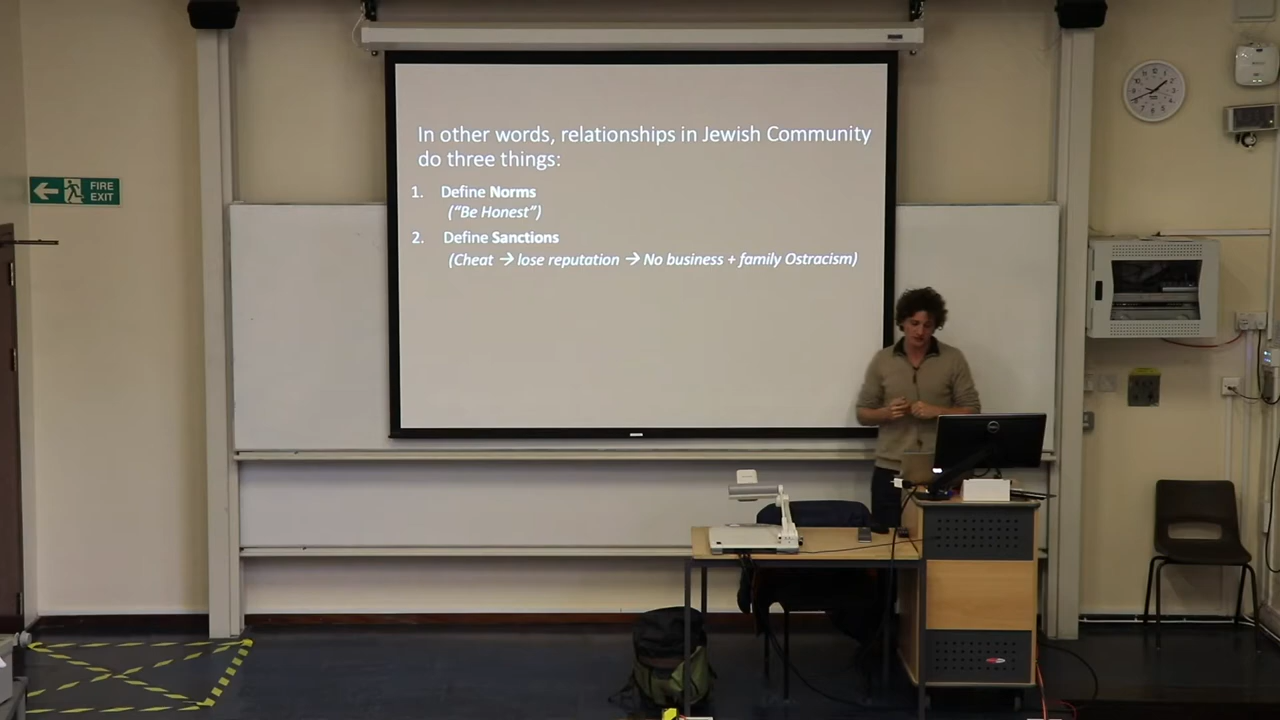 In other words, relationships in Jewish Community
do three things:
1. Define Norms
("Be Honest")
2. Define Sanctions
(Cheat → lose reputation → No business + family Ostracism)
FIRE
EXIT